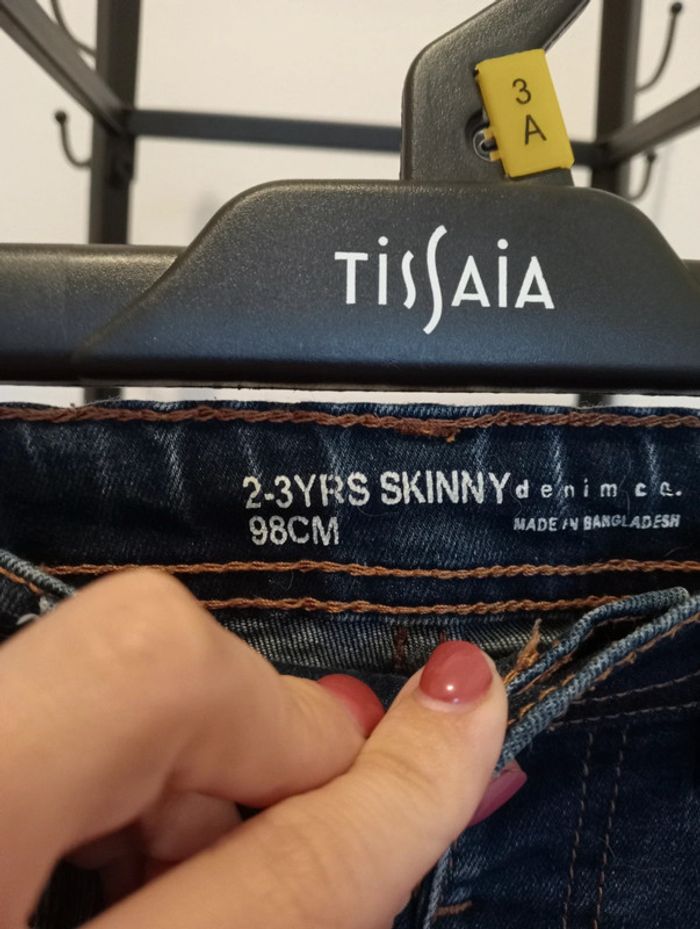 3
A
TISSAIA
2-3YRS SKINNY denim co.
98CM MADE IN BANGLADESH